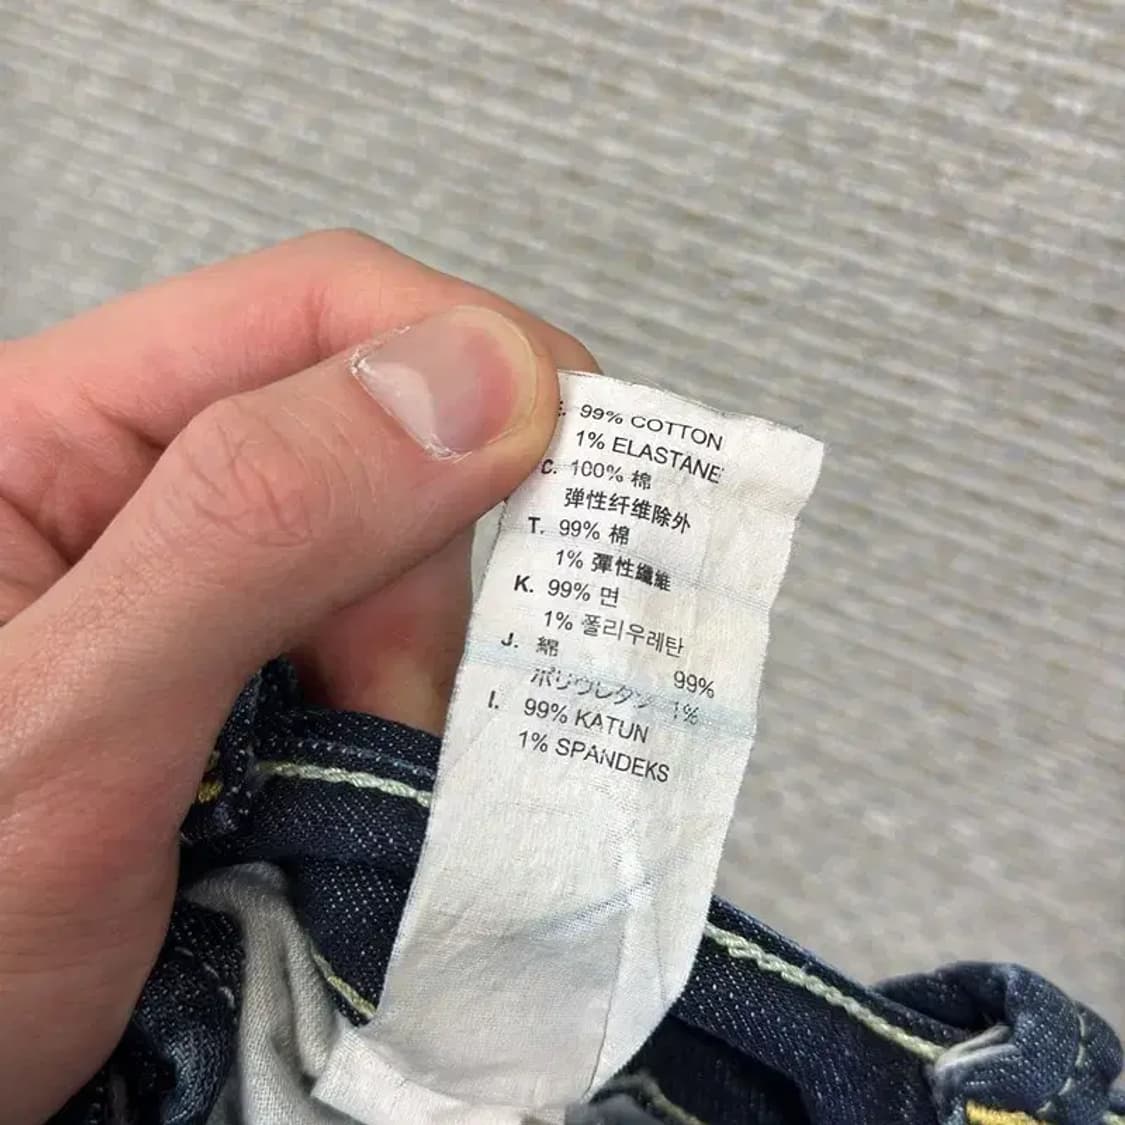 E. 99% COTTON
1% ELASTANE
C. 100% 棉
弹性纤维除外
T. 99% 棉
1% 彈性纖維
K. 99% 면
1% 폴리우레탄
J. 綿 99%
ポリウレタン 1%
I. 99% KATUN
1% SPANDEKS